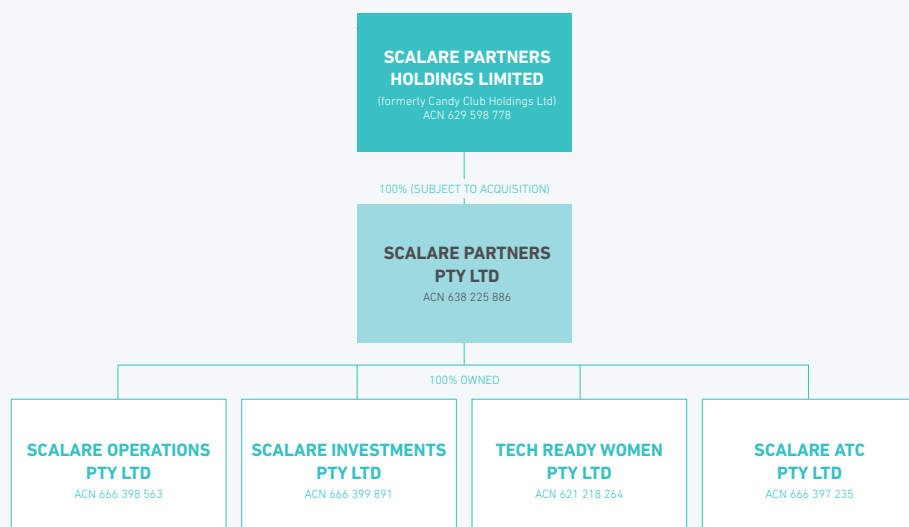 SCALARE PARTNERS
HOLDINGS LIMITED
(formerly Candy Club Holdings Ltd)
ACN 629 598 778
100% (SUBJECT TO ACQUISITION)
SCALARE PARTNERS
PTY LTD
ACN 638 225 886
100% OWNED
SCALARE OPERATIONS
PTY LTD
ACN 666 398 563
SCALARE INVESTMENTS
PTY LTD
ACN 666 399 891
TECH READY WOMEN
PTY LTD
ACN 621 218 264
SCALARE ATC
PTY LTD
ACN 666 397 235